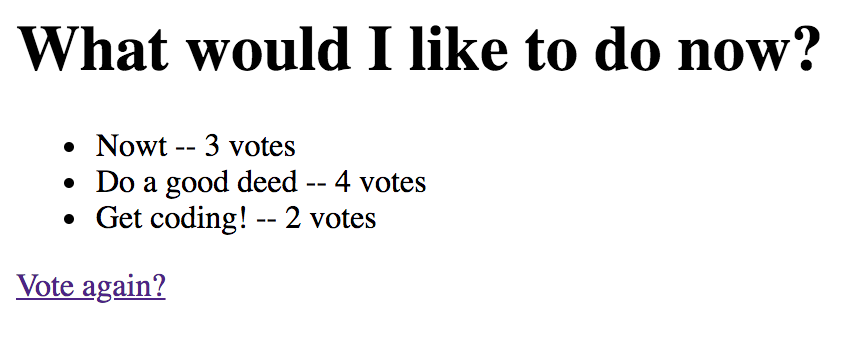 What would I like to do now?
Nowt -- 3 votes
Do a good deed -- 4 votes
Get coding! -- 2 votes
Vote again?